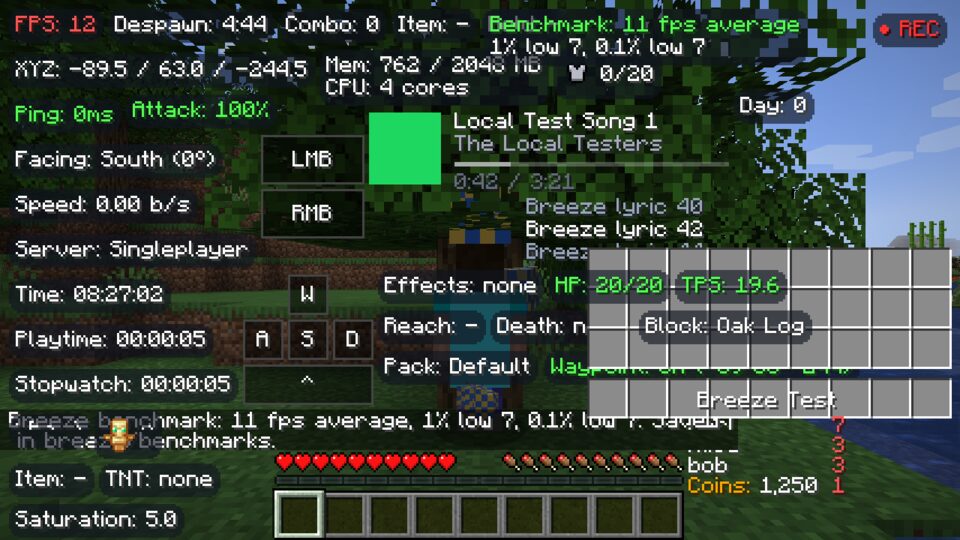 FPS: 12 Despawn: 4:44 Combo: 0 Item: - Benchmark: 11 fps average
1% low 7, 0.1% low 7
REC
XYZ: -89.5 / 63.0 / -244.5 Mem: 762 / 2048 MB
0/20
CPU: 4 cores
Ping: 0ms Attack: 100%
Day: 0
Local Test Song 1
The Local Testers
0:42 / 3:21
Facing: South (0°)
LMB
Speed: 0.00 b/s
RMB
Breeze lyric 40
Breeze lyric 42
Breeze
Server: Singleplayer
Effects: none HP: 20/20 TPS: 19.6
Time: 08:27:02
W
Reach: - Death: Block: Oak Log
Playtime: 00:00:05
A S D
Pack: Default
Stopwatch: 00:00:05
^
Breeze Test
Breeze benchmark: 11 fps average, 1% low 7, 0.1% low 7. Saved
in breeze benchmarks.
7
3
bob 3
Coins: 1,250 1
Item: - TNT: none
Saturation: 5.0